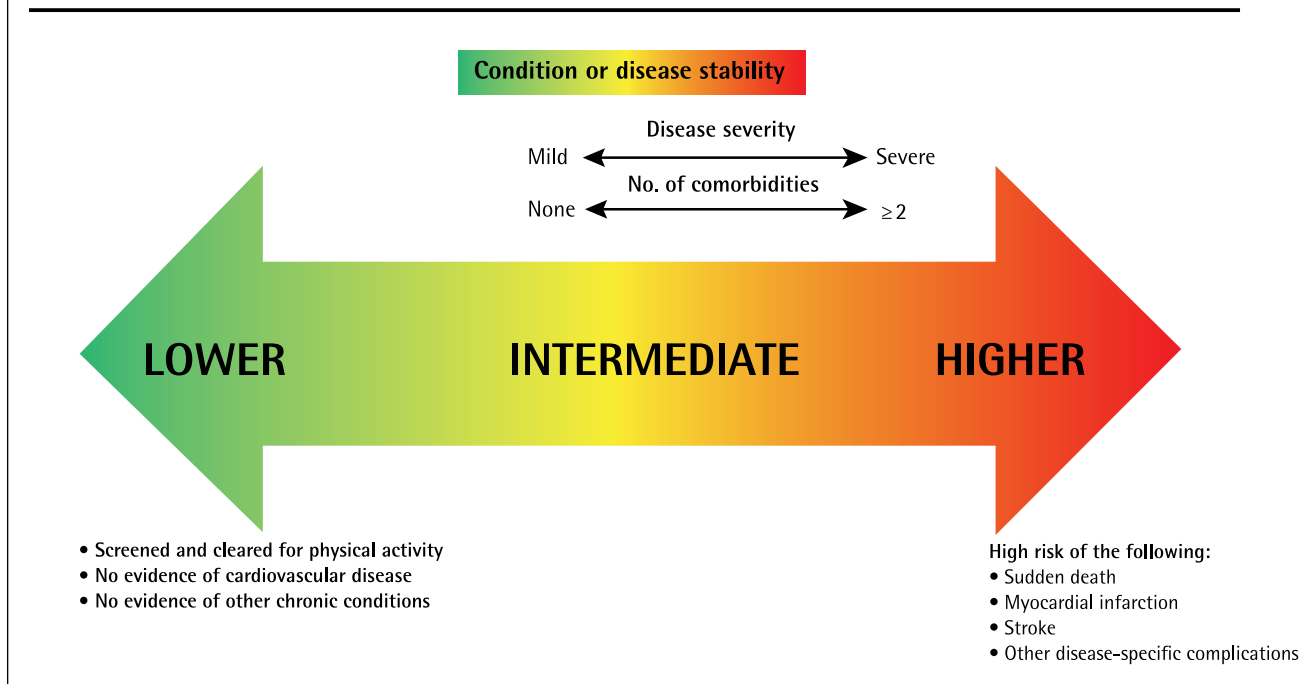 Condition or disease stability
Disease severity
Mild Severe
No. of comorbidities
None ≥2
LOWER INTERMEDIATE HIGHER
• Screened and cleared for physical activity
• No evidence of cardiovascular disease
• No evidence of other chronic conditions
High risk of the following:
• Sudden death
• Myocardial infarction
• Stroke
• Other disease-specific complications